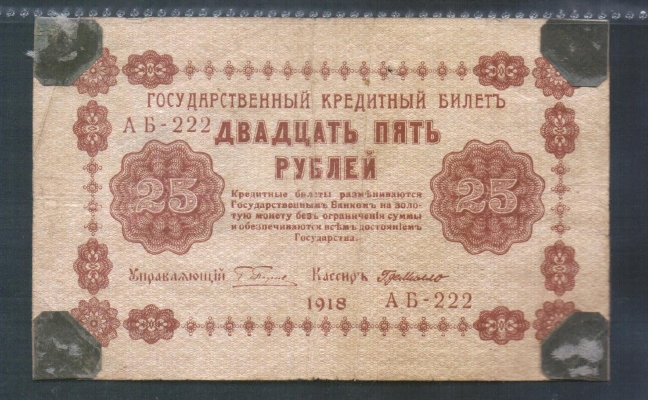 ГОСУДАРСТВЕННЫЙ КРЕДИТНЫЙ БИЛЕТЪ
АБ-222 ДВАДЦАТЬ ПЯТЬ
РУБЛЕЙ
25 25
Кредитные билеты размѣниваются
Государственнымъ Банкомъ на золо-
тую монету безъ ограниченія суммы
и обезпечиваются всѣмъ достояніемъ
Государства.
Управляющій Кассиръ
1918 АБ-222